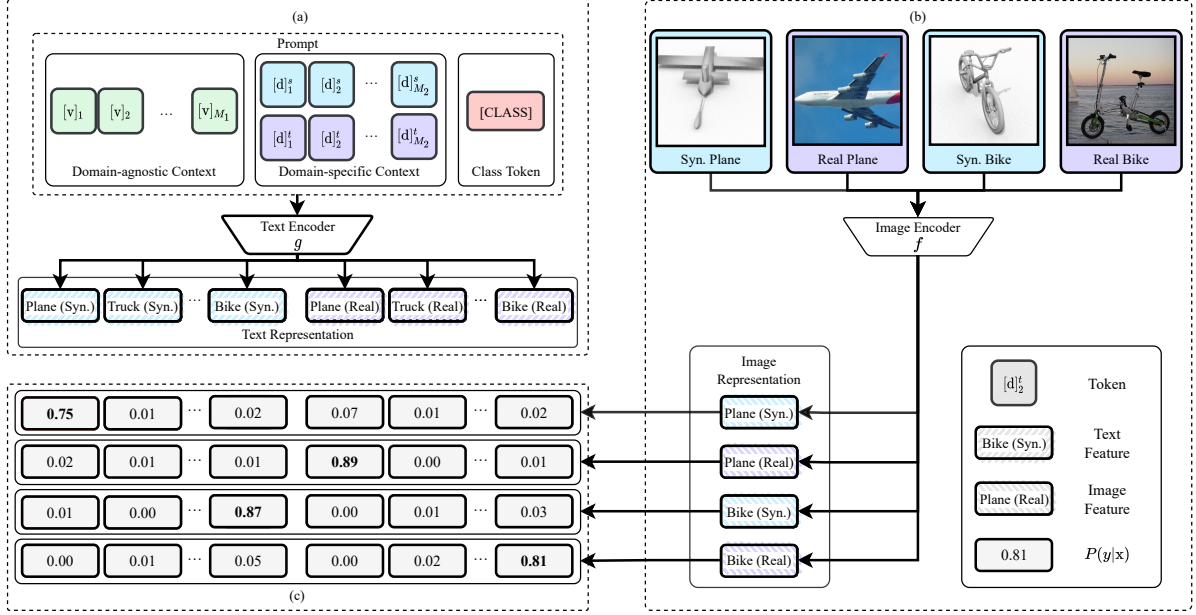 (a)
Prompt
[v]₁ [v]₂ ... [v]_{M₁}
Domain-agnostic Context
[d]ˢ₁ [d]ˢ₂ ... [d]ˢ_{M₂}
[d]ᵗ₁ [d]ᵗ₂ ... [d]ᵗ_{M₂}
Domain-specific Context
[CLASS]
Class Token
Text Encoder
g
Plane (Syn.) Truck (Syn.) ... Bike (Syn.) Plane (Real) Truck (Real) ... Bike (Real)
Text Representation
(b)
Syn. Plane
Real Plane
Syn. Bike
Real Bike
Image Encoder
f
Image
Representation
Plane (Syn.)
Plane (Real)
Bike (Syn.)
Bike (Real)
[d]ᵗ₂ Token
Bike (Syn.) Text
Feature
Plane (Real) Image
Feature
0.81 P(y|x)
0.75 0.01 ... 0.02 0.07 0.01 ... 0.02
0.02 0.01 ... 0.01 0.89 0.00 ... 0.01
0.01 0.00 ... 0.87 0.00 0.01 ... 0.03
0.00 0.01 ... 0.05 0.00 0.02 ... 0.81
(c)